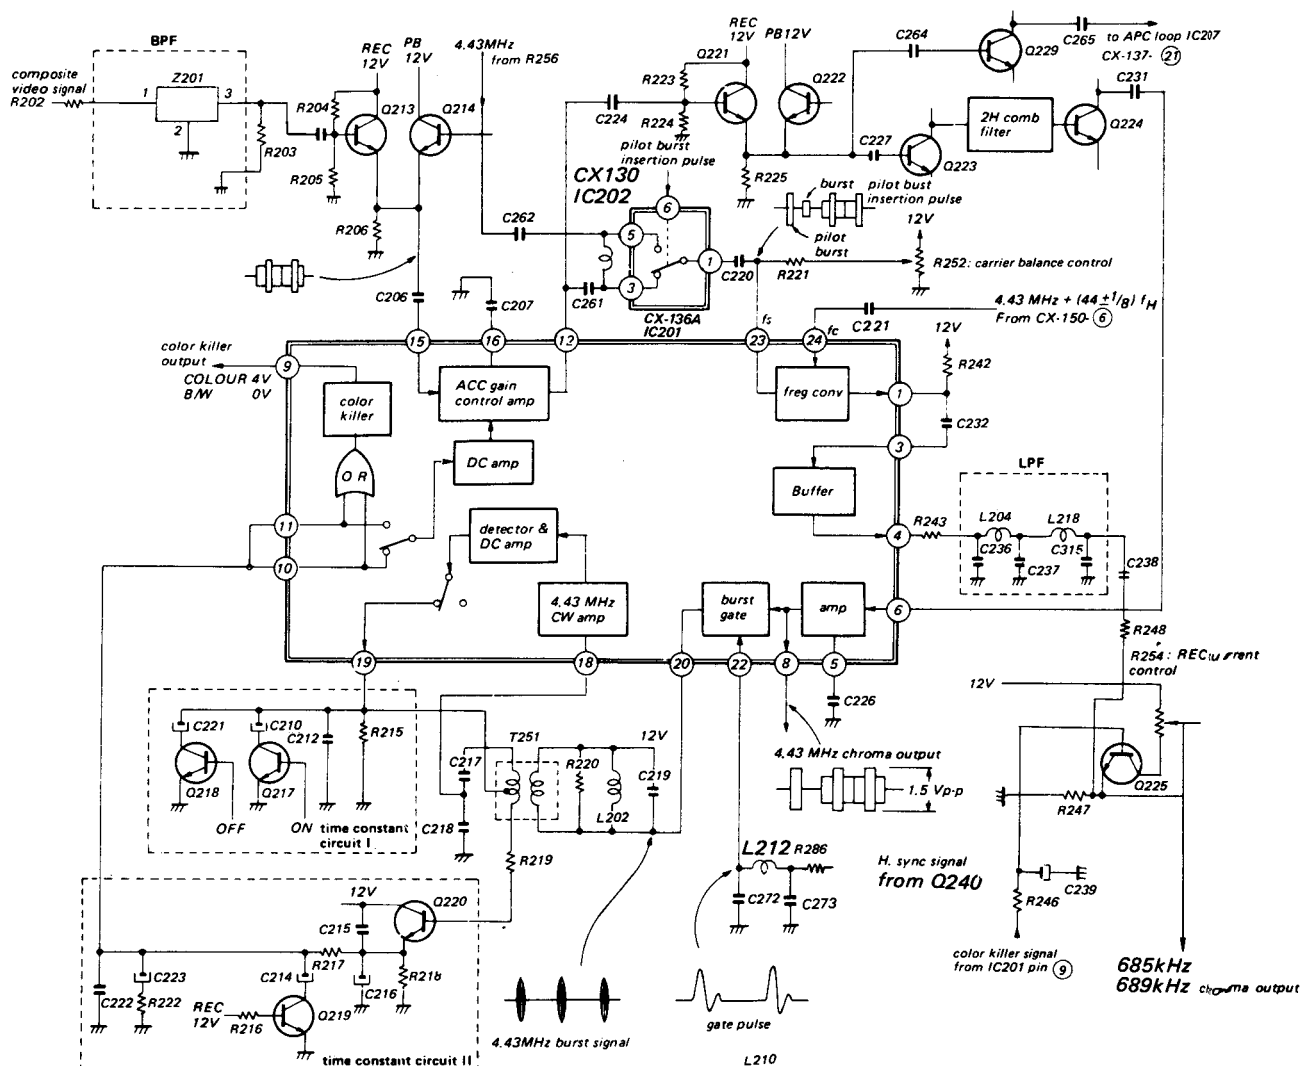 BPF
composite
video signal
R202
Z201
1
3
2
R203
R204
R205
REC
12V
Q213
PB
12V
Q214
R206
4.43MHz
from R256
C262
C206
C207
C261
C224
R223
R224
REC
12V
Q221
PB12V
Q222
R225
pilot burst
insertion pulse
CX130
IC202
6
5
3
1
CX-136A
IC201
C220
burst
pilot bust
insertion pulse
pilot
burst
R221
12V
R252: carrier balance control
C264
Q229
C265
to APC loop IC207
CX-137- 21
C231
C227
Q223
2H comb
filter
Q224
4.43 MHz + (44 ± 1/8) fH
From CX-150- 6
C221
12V
R242
C232
color killer
output
COLOUR 4V
B/W 0V
9
15
16
12
fs
23
24
fc
1
3
4
6
color
killer
ACC gain
control amp
DC amp
O R
11
10
detector &
DC amp
4.43 MHz
CW amp
freq conv
Buffer
burst
gate
amp
19
18
20
22
8
5
R243
LPF
L204
L218
C236
C237
C315
C238
R248
R254 : REC current
control
12V
Q225
R247
R246
C239
color killer signal
from IC201 pin 9
685kHz
689kHz chroma output
C226
4.43 MHz chroma output
1.5 Vp-p
C221
C210
C212
R215
Q218
Q217
OFF
ON
time constant
circuit I
C217
C218
T251
R220
L202
12V
C219
R219
L212
R286
C272
C273
H. sync signal
from Q240
12V
C215
Q220
C222
C223
R222
C214
R217
C216
R218
REC
12V
R216
Q219
time constant circuit II
4.43MHz burst signal
gate pulse
L210